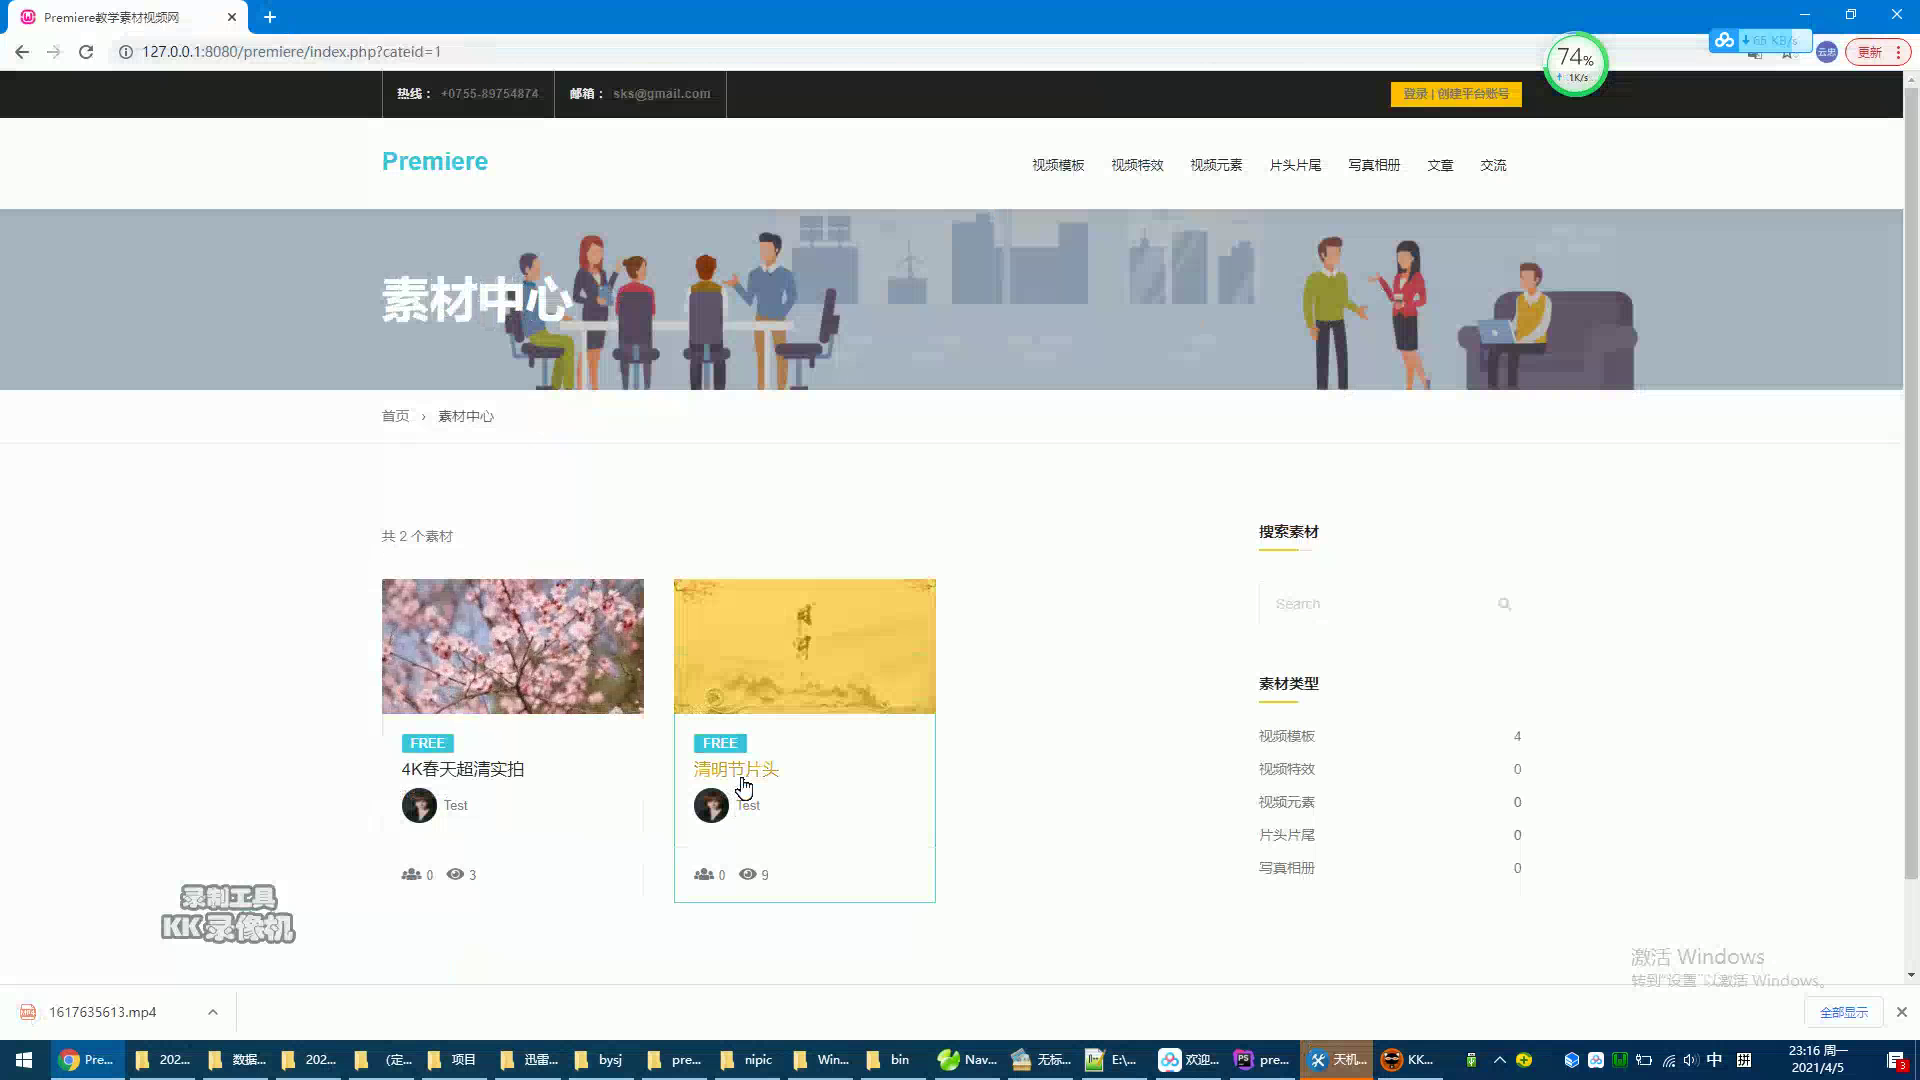 Premiere教学素材视频网
127.0.0.1:8080/premiere/index.php?cateid=1
74%
1K/s
65 KB/s
云忠
更新
热线： +0755-89754874
邮箱： sks@gmail.com
登录 | 创建平台账号
Premiere
视频模板 视频特效 视频元素 片头片尾 写真相册 文章 交流
素材中心
首页 › 素材中心
共 2 个素材
FREE
4K春天超清实拍
Test
0 3
FREE
清明节片头
Test
0 9
搜索素材
Search
素材类型
视频模板 4
视频特效 0
视频元素 0
片头片尾 0
写真相册 0
录制工具
KK录像机
激活 Windows
转到"设置"以激活 Windows。
1617635613.mp4
全部显示
Pre... 202... 数据... 202... (定... 项目 迅雷... bysj pre... nipic Win... bin Nav... 无标... E:\... 欢迎... pre... 天机... KK...
中 拼
23:16 周一
2021/4/5
3